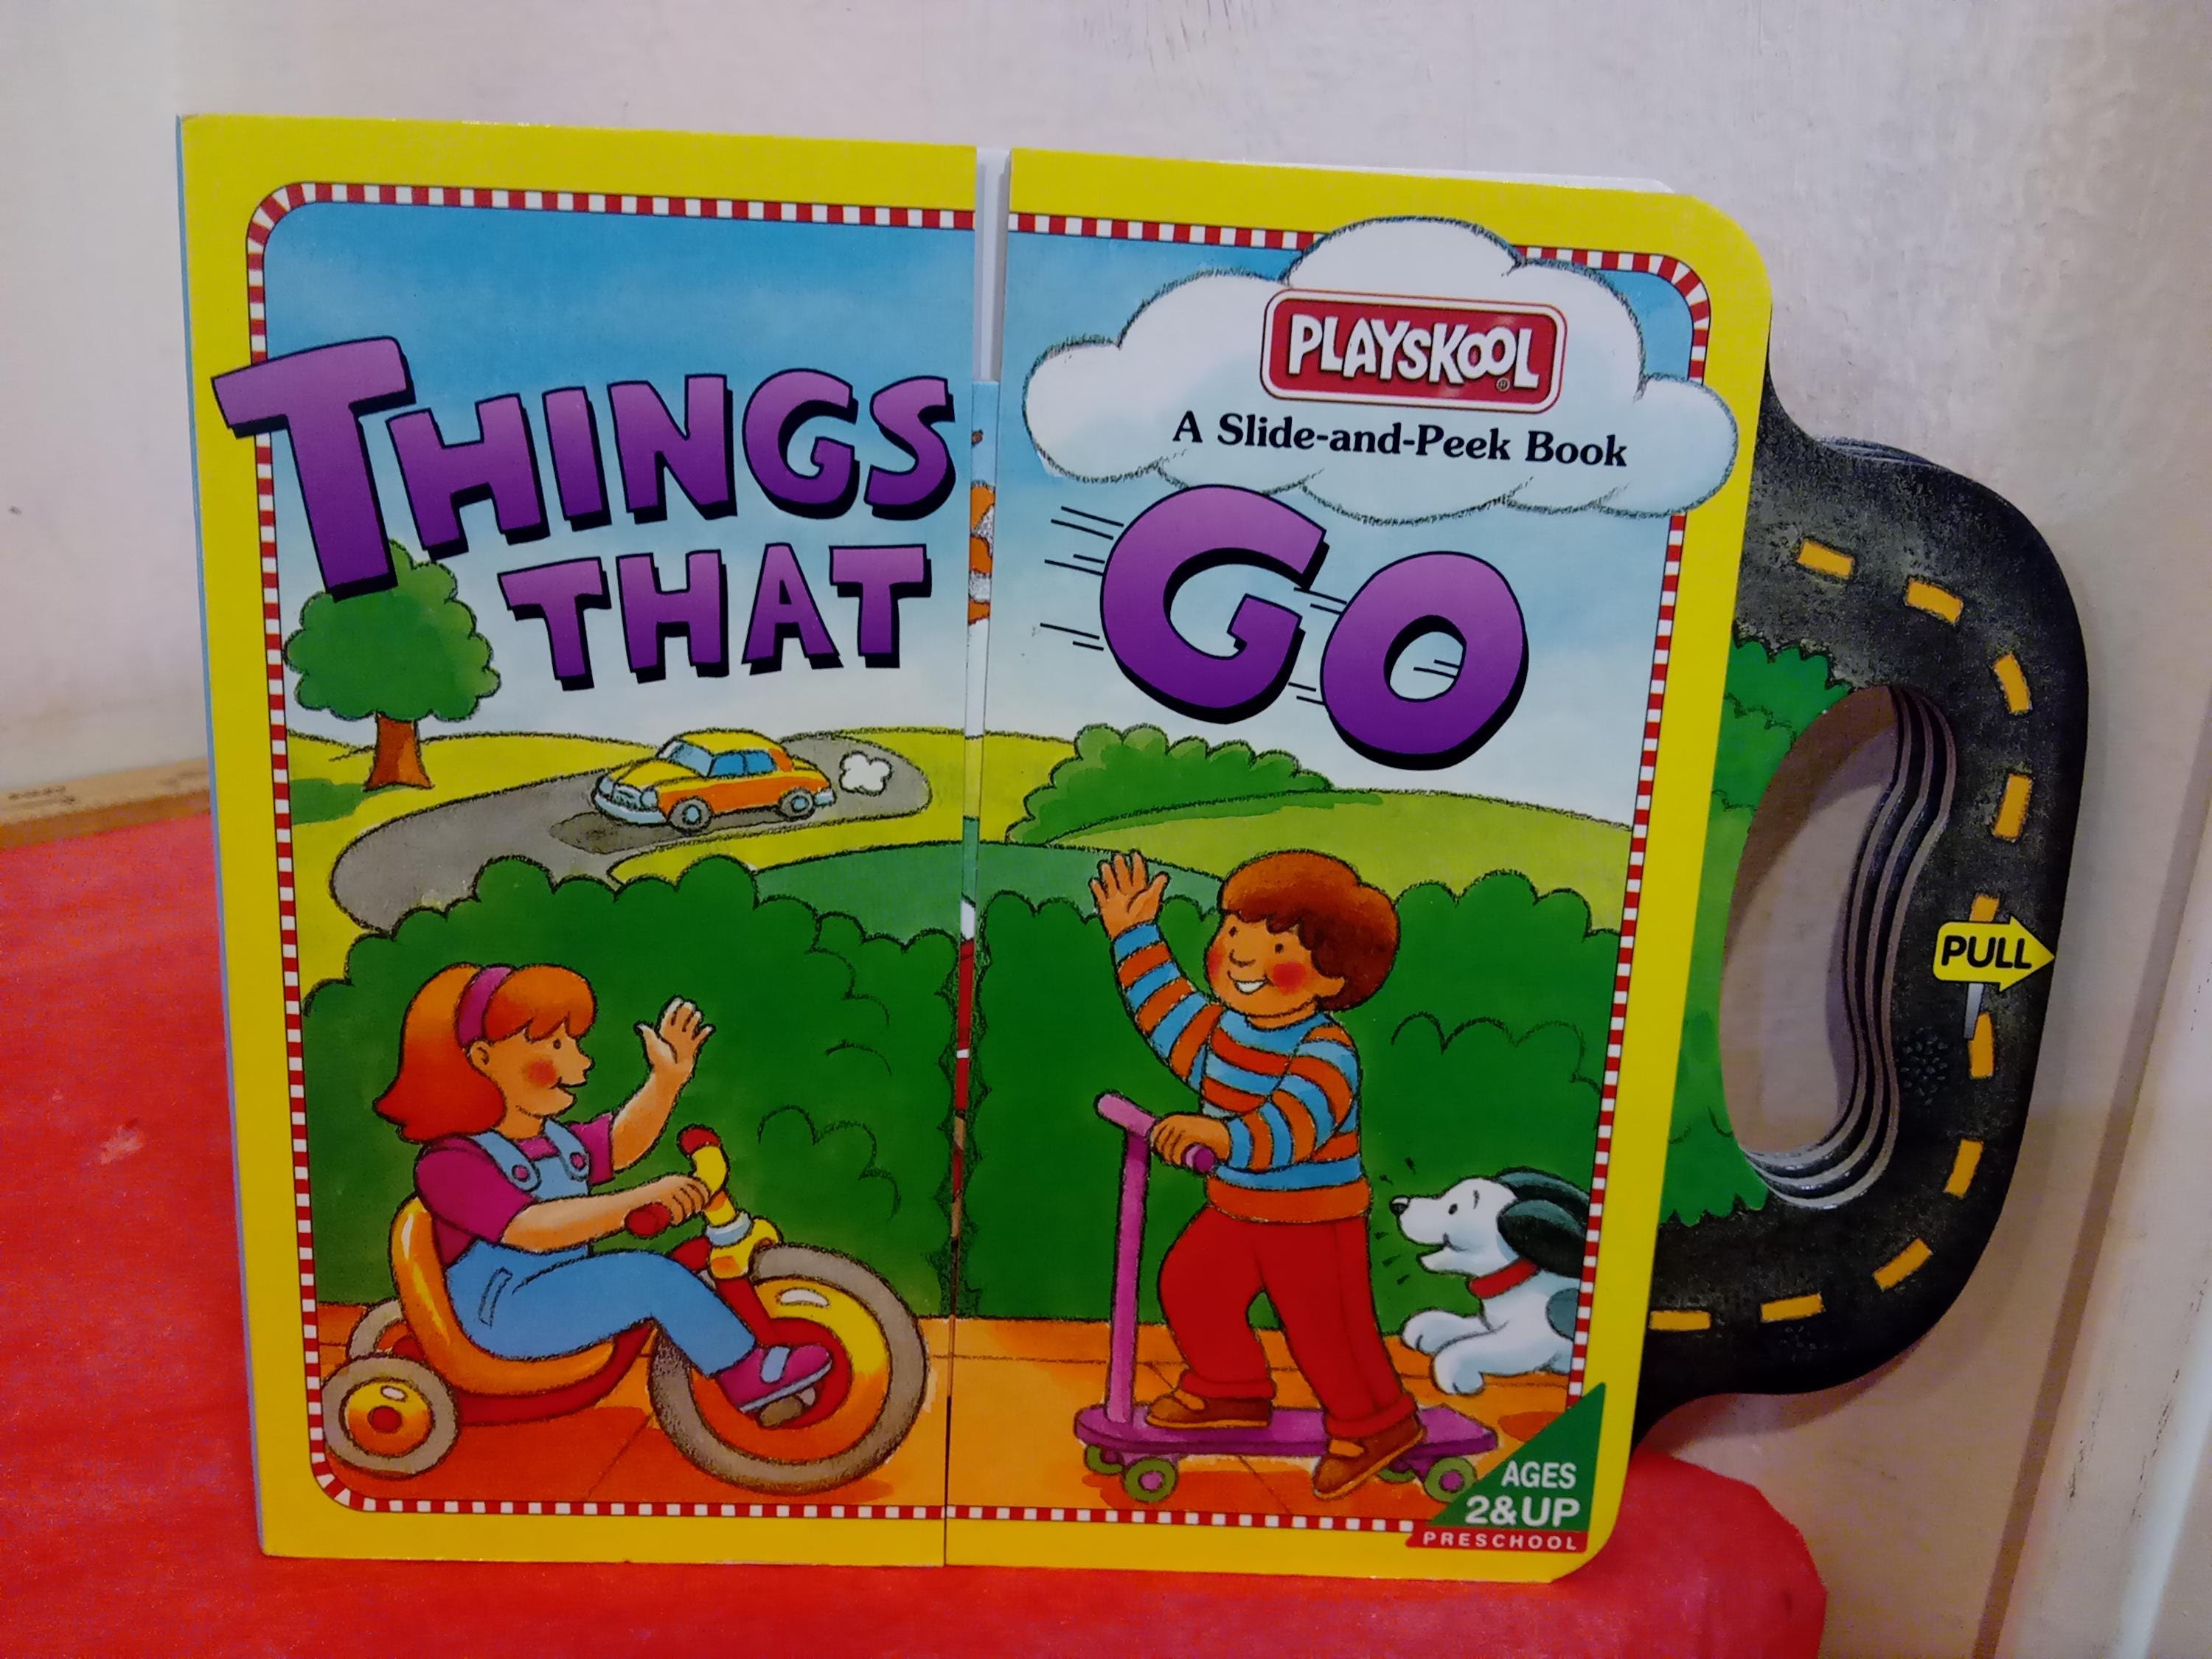 THINGS
THAT
GO
PLAYSKOOL®
A Slide-and-Peek Book
PULL
AGES
2&UP
PRESCHOOL